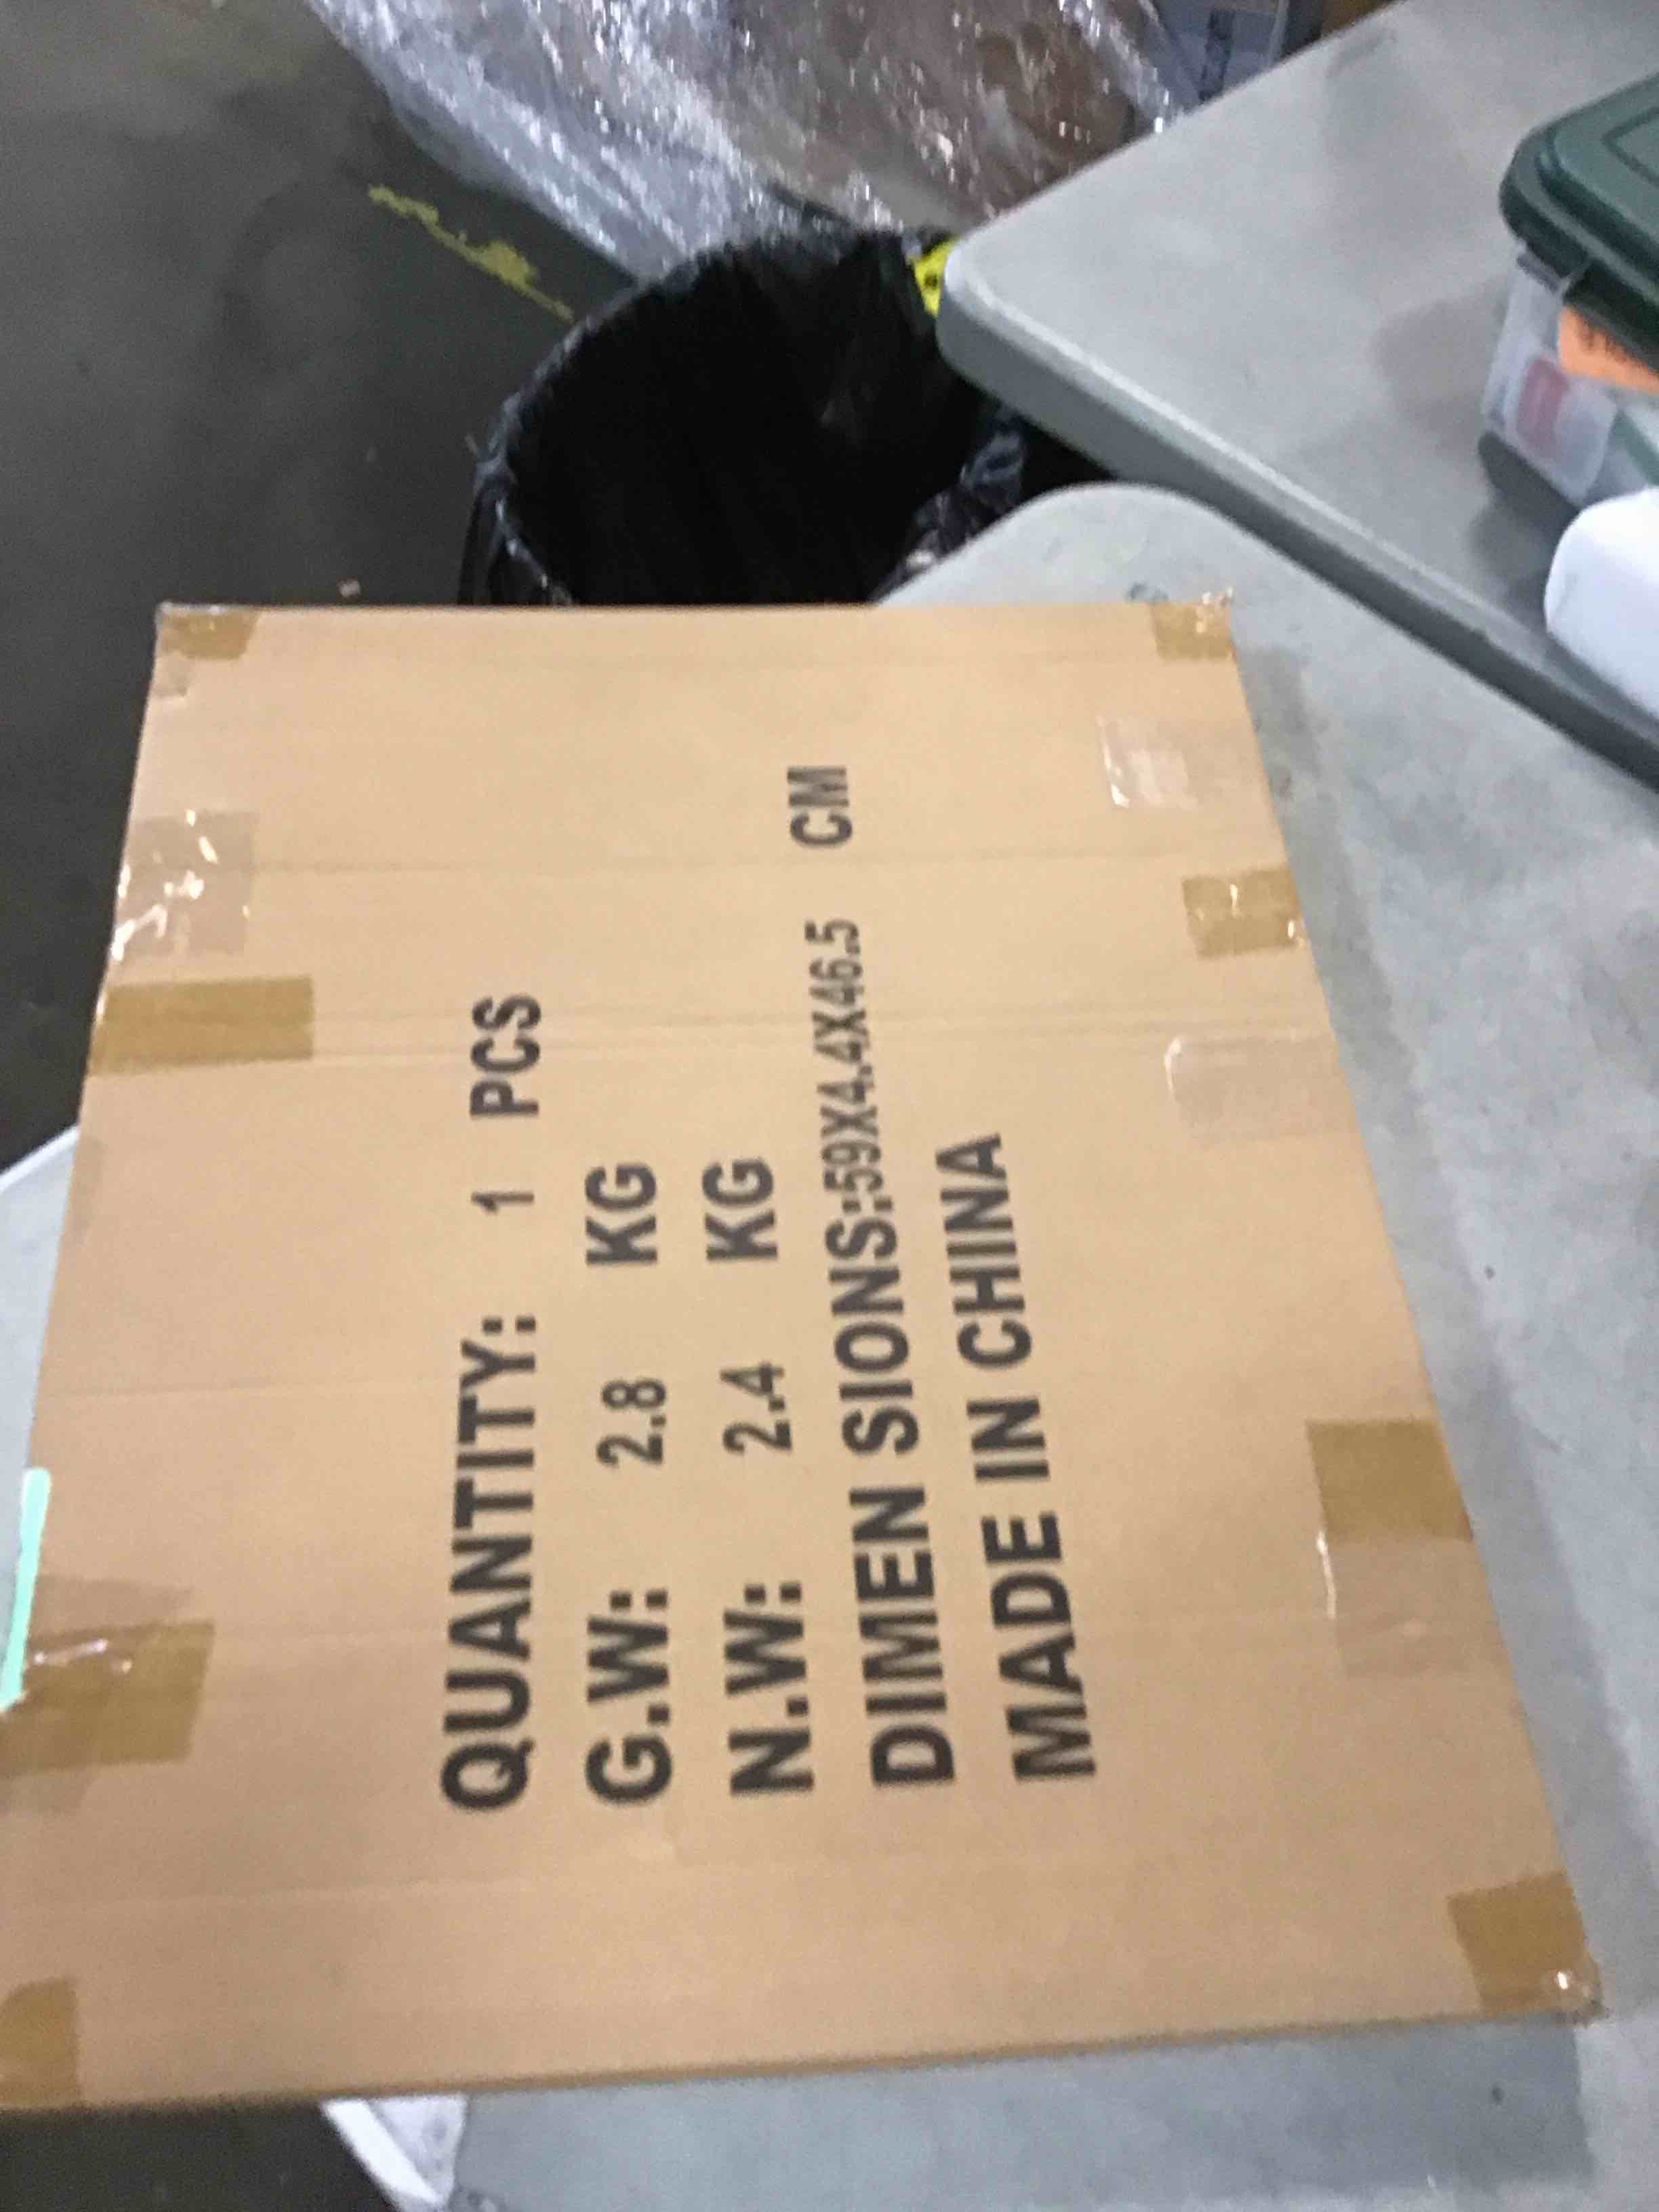 QUANTITY: 1 PCS
G.W: 2.8 KG
N.W: 2.4 KG
DIMEN SIONS:59X4.4X46.5 CM
MADE IN CHINA